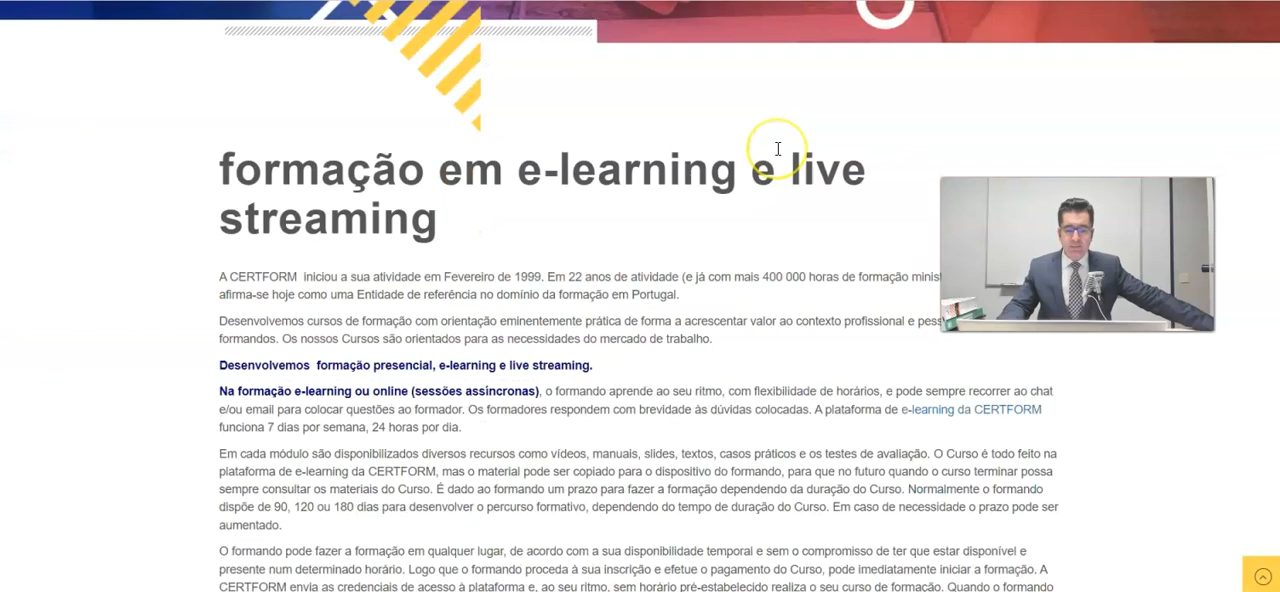 formação em e-learning e live
streaming
A CERTFORM iniciou a sua atividade em Fevereiro de 1999. Em 22 anos de atividade (e já com mais 400 000 horas de formação
afirma-se hoje como uma Entidade de referência no domínio da formação em Portugal.
Desenvolvemos cursos de formação com orientação eminentemente prática de forma a acrescentar valor ao contexto profissional e
formandos. Os nossos Cursos são orientados para as necessidades do mercado de trabalho.
Desenvolvemos formação presencial, e-learning e live streaming.
Na formação e-learning ou online (sessões assíncronas), o formando aprende ao seu ritmo, com flexibilidade de horários, e pode sempre recorrer ao chat
e/ou email para colocar questões ao formador. Os formadores respondem com brevidade às dúvidas colocadas. A plataforma de e-learning da CERTFORM
funciona 7 dias por semana, 24 horas por dia.
Em cada módulo são disponibilizados diversos recursos como vídeos, manuais, slides, textos, casos práticos e os testes de avaliação. O Curso é todo feito na
plataforma de e-learning da CERTFORM, mas o material pode ser copiado para o dispositivo do formando, para que no futuro quando o curso terminar possa
sempre consultar os materiais do Curso. É dado ao formando um prazo para fazer a formação dependendo da duração do Curso. Normalmente o formando
dispõe de 90, 120 ou 180 dias para desenvolver o percurso formativo, dependendo do tempo de duração do Curso. Em caso de necessidade o prazo pode ser
aumentado.
O formando pode fazer a formação em qualquer lugar, de acordo com a sua disponibilidade temporal e sem o compromisso de ter que estar disponível e
presente num determinado horário. Logo que o formando proceda à sua inscrição e efetue o pagamento do Curso, pode imediatamente iniciar a formação. A
CERTFORM envia as credenciais de acesso à plataforma e, ao seu ritmo, sem horário pré-estabelecido realiza o seu curso de formação. Quando o formando